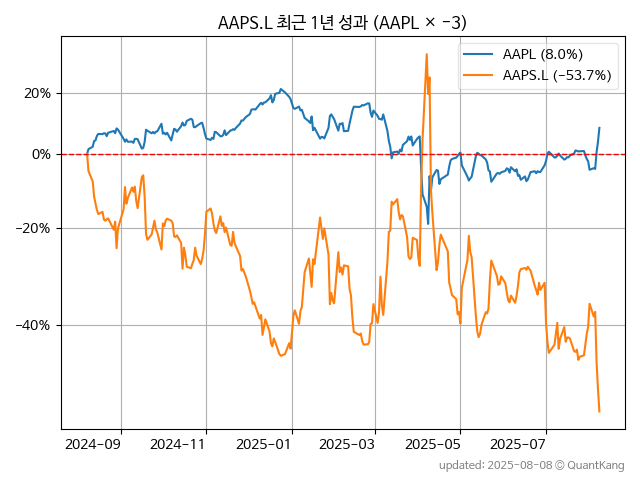 AAPS.L 최근 1년 성과 (AAPL × −3)
AAPL (8.0%)
AAPS.L (−53.7%)
20%
0%
−20%
−40%
2024-09
2024-11
2025-01
2025-03
2025-05
2025-07
updated: 2025-08-08 © QuantKang